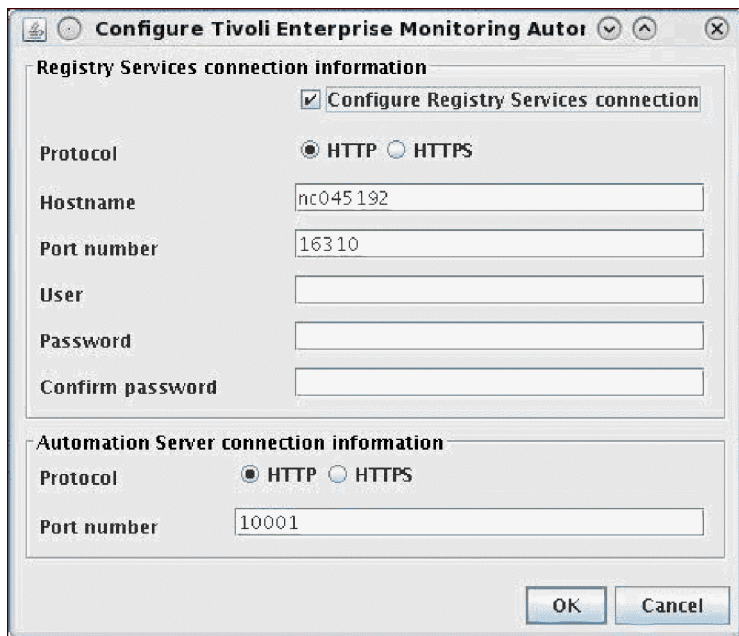 Configure Tivoli Enterprise Monitoring Autor
Registry Services connection information
Configure Registry Services connection
Protocol HTTP HTTPS
Hostname nc045192
Port number 16310
User
Password
Confirm password
Automation Server connection information
Protocol HTTP HTTPS
Port number 10001
OK Cancel